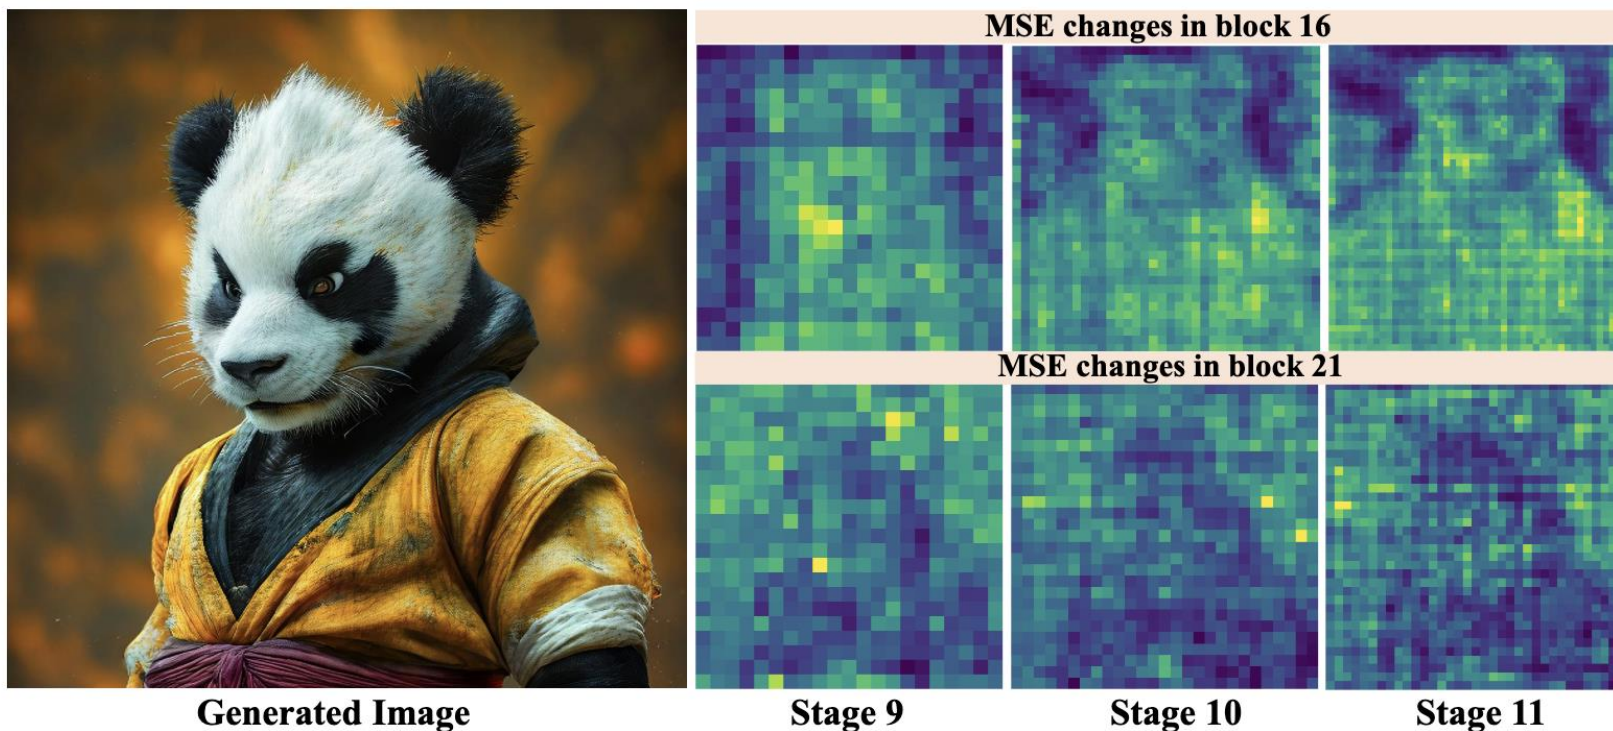 MSE changes in block 16
MSE changes in block 21
Generated Image
Stage 9
Stage 10
Stage 11